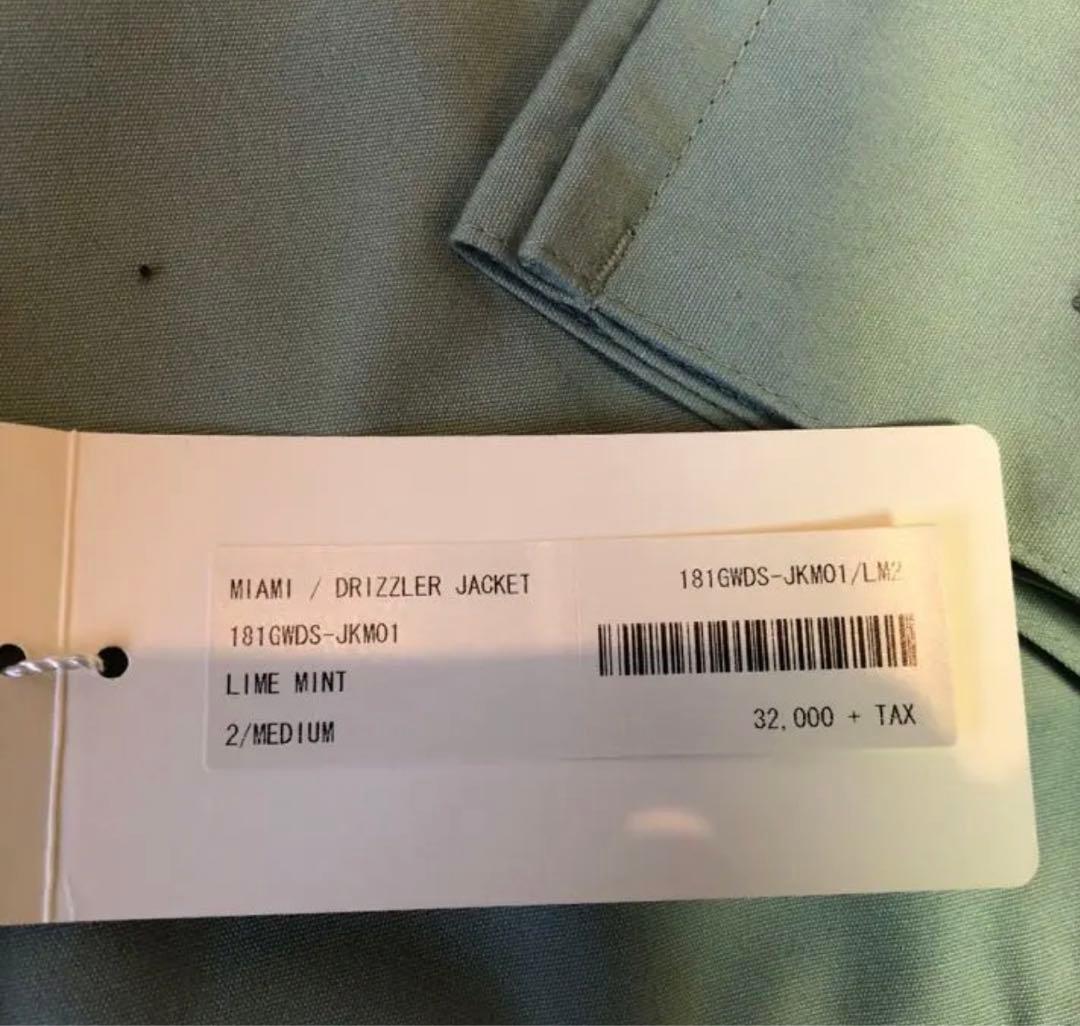 MIAMI / DRIZZLER JACKET
181GWDS-JKM01
LIME MINT
2/MEDIUM
181GWDS-JKM01/LM2
32,000 + TAX